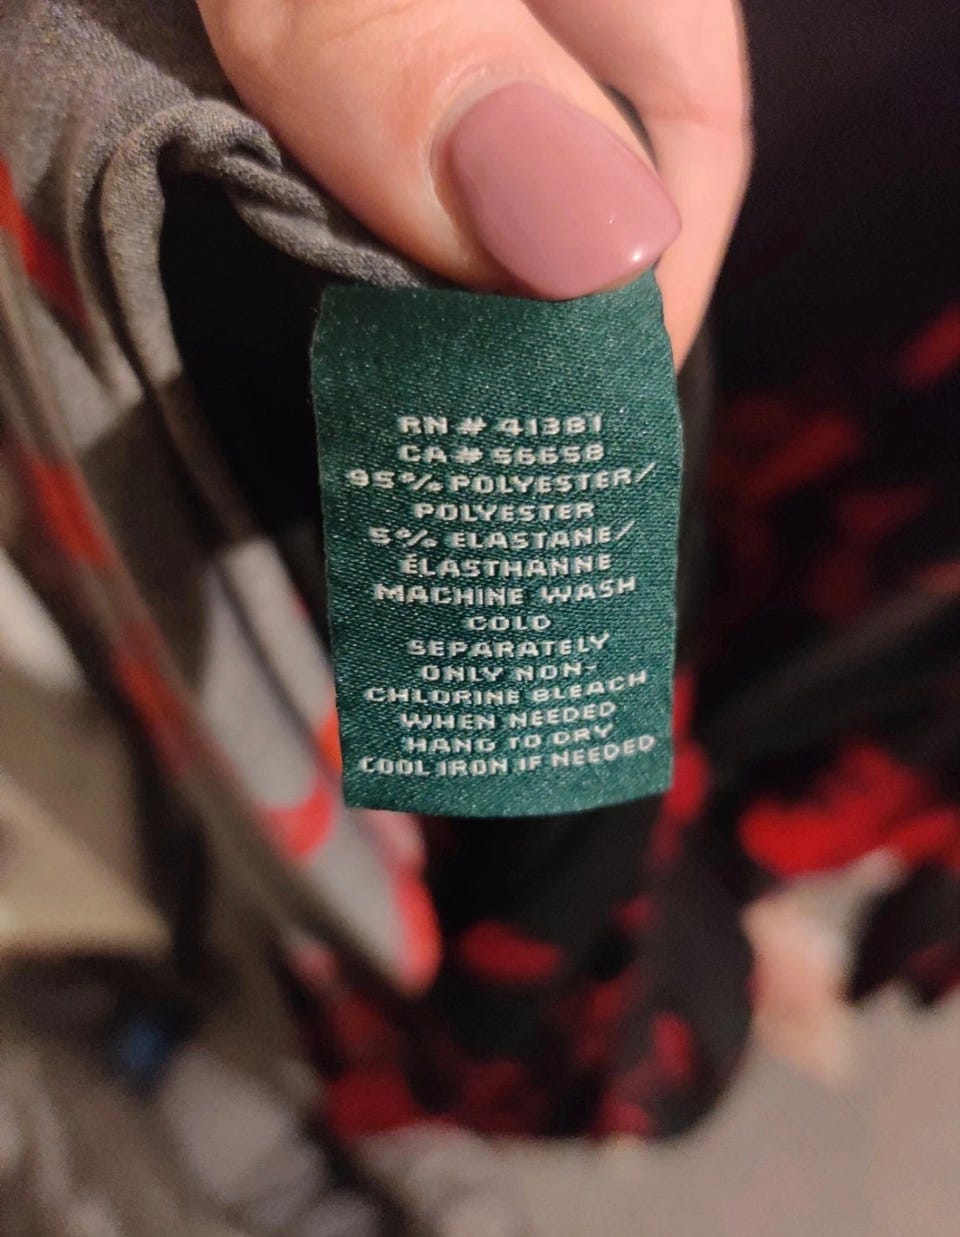 RN # 41381
CA# 56658
95% POLYESTER/
POLYESTER
5% ELASTANE/
ÉLASTHANNE
MACHINE WASH
COLD
SEPARATELY
ONLY NON-
CHLORINE BLEACH
WHEN NEEDED
HANG TO DRY
COOL IRON IF NEEDED